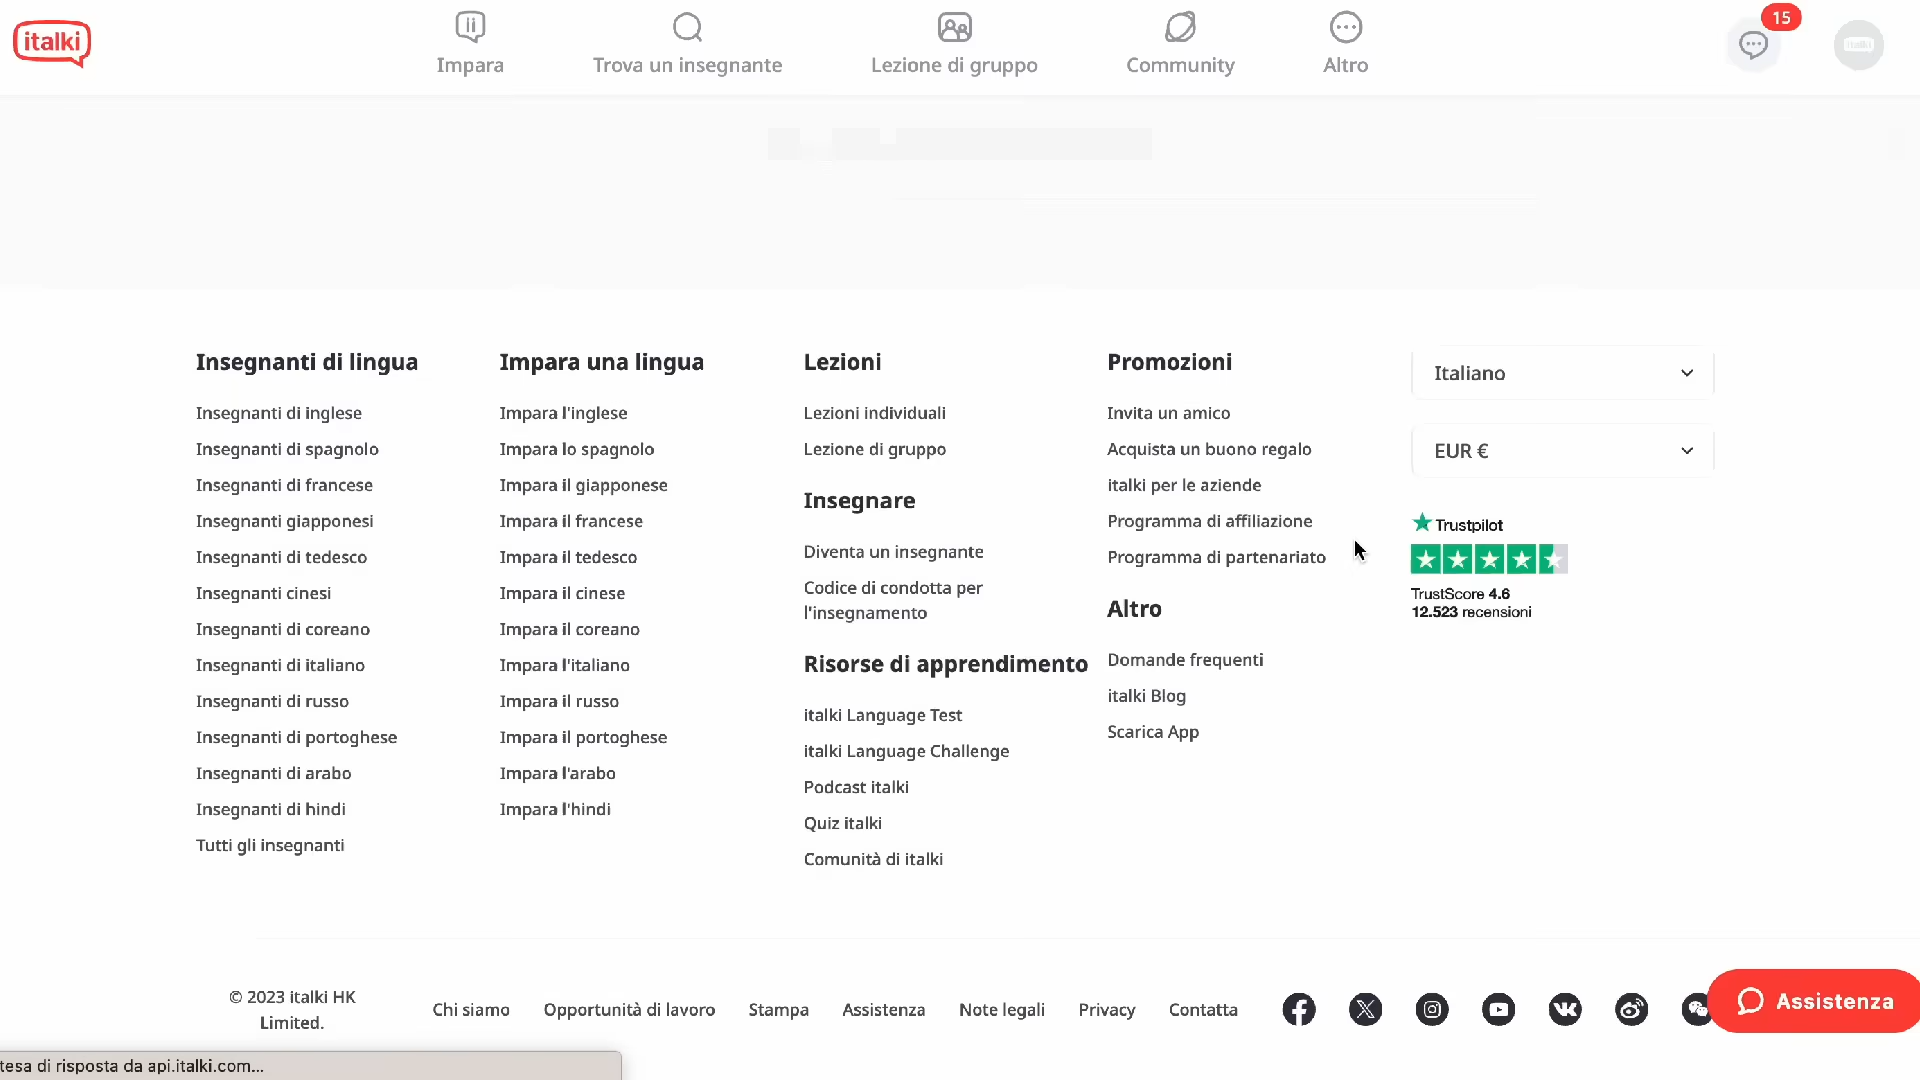 italki
Impara
Trova un insegnante
Lezione di gruppo
Community
Altro
15
Insegnanti di lingua
Insegnanti di inglese
Insegnanti di spagnolo
Insegnanti di francese
Insegnanti giapponesi
Insegnanti di tedesco
Insegnanti cinesi
Insegnanti di coreano
Insegnanti di italiano
Insegnanti di russo
Insegnanti di portoghese
Insegnanti di arabo
Insegnanti di hindi
Tutti gli insegnanti
Impara una lingua
Impara l'inglese
Impara lo spagnolo
Impara il giapponese
Impara il francese
Impara il tedesco
Impara il cinese
Impara il coreano
Impara l'italiano
Impara il russo
Impara il portoghese
Impara l'arabo
Impara l'hindi
Lezioni
Lezioni individuali
Lezione di gruppo
Insegnare
Diventa un insegnante
Codice di condotta per
l'insegnamento
Risorse di apprendimento
italki Language Test
italki Language Challenge
Podcast italki
Quiz italki
Comunità di italki
Promozioni
Invita un amico
Acquista un buono regalo
italki per le aziende
Programma di affiliazione
Programma di partenariato
Altro
Domande frequenti
italki Blog
Scarica App
Italiano
EUR €
Trustpilot
TrustScore 4.6
12.523 recensioni
© 2023 italki HK
Limited.
Chi siamo
Opportunità di lavoro
Stampa
Assistenza
Note legali
Privacy
Contatta
Assistenza
tesa di risposta da api.italki.com...